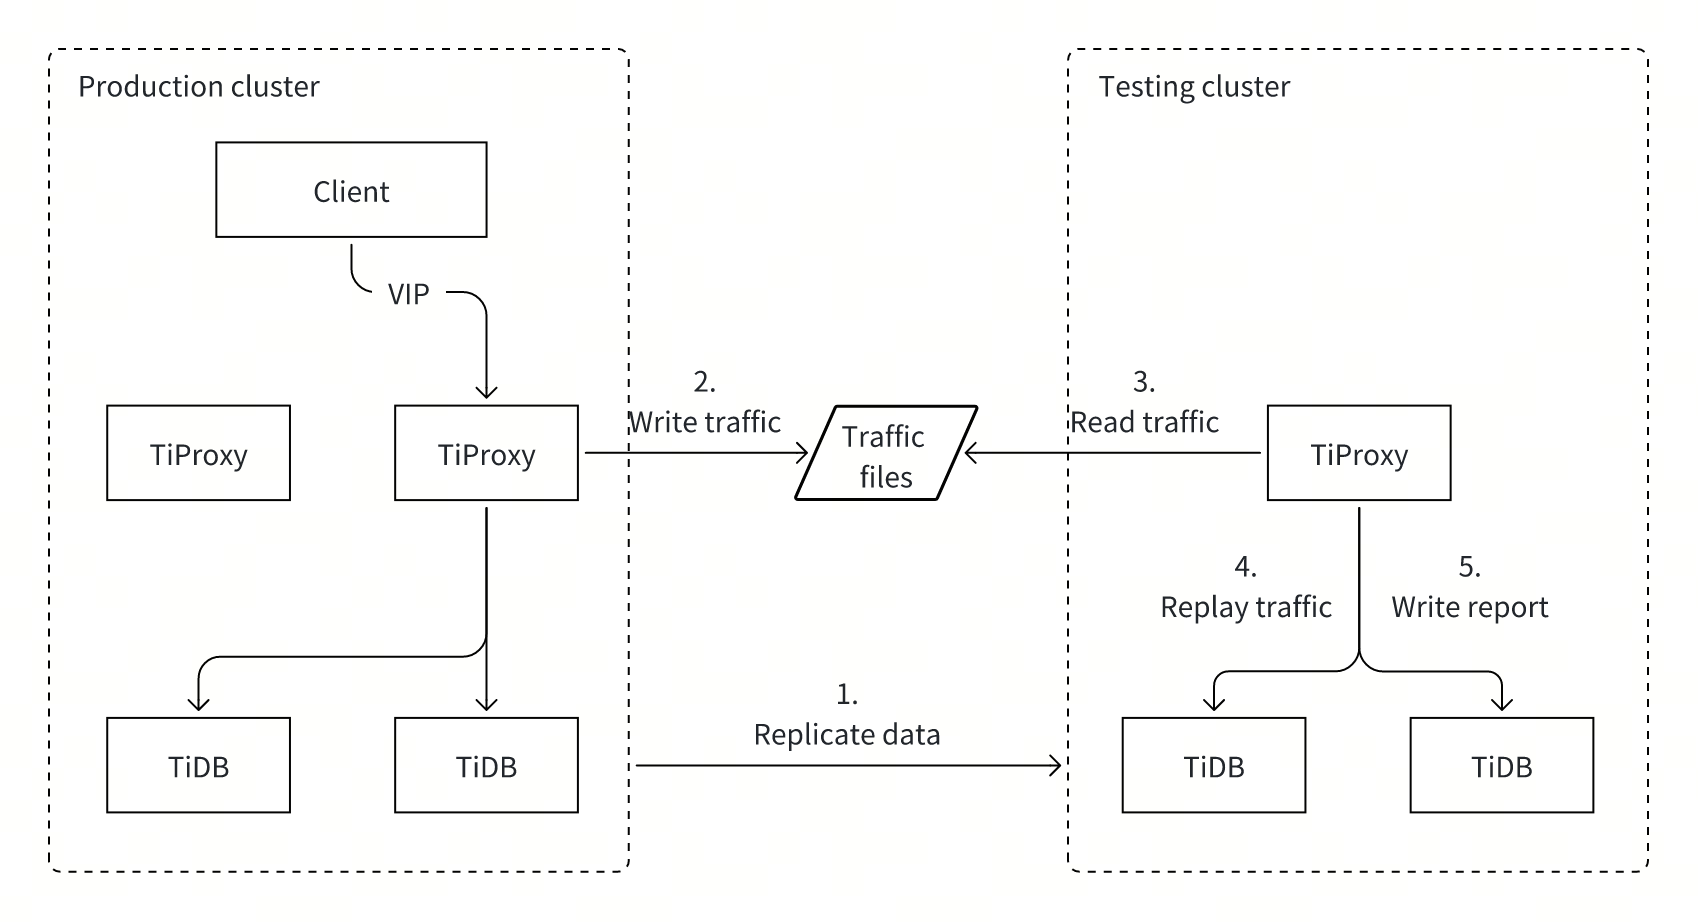 Production cluster
Testing cluster
Client
VIP
2.
Write traffic
3.
Read traffic
TiProxy
TiProxy
Traffic
files
TiProxy
4.
Replay traffic
5.
Write report
1.
Replicate data
TiDB
TiDB
TiDB
TiDB